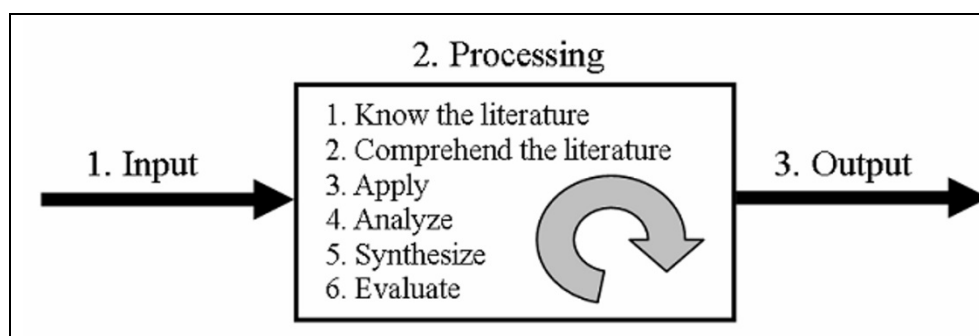 2. Processing
1. Input
1. Know the literature
2. Comprehend the literature
3. Apply
4. Analyze
5. Synthesize
6. Evaluate
3. Output